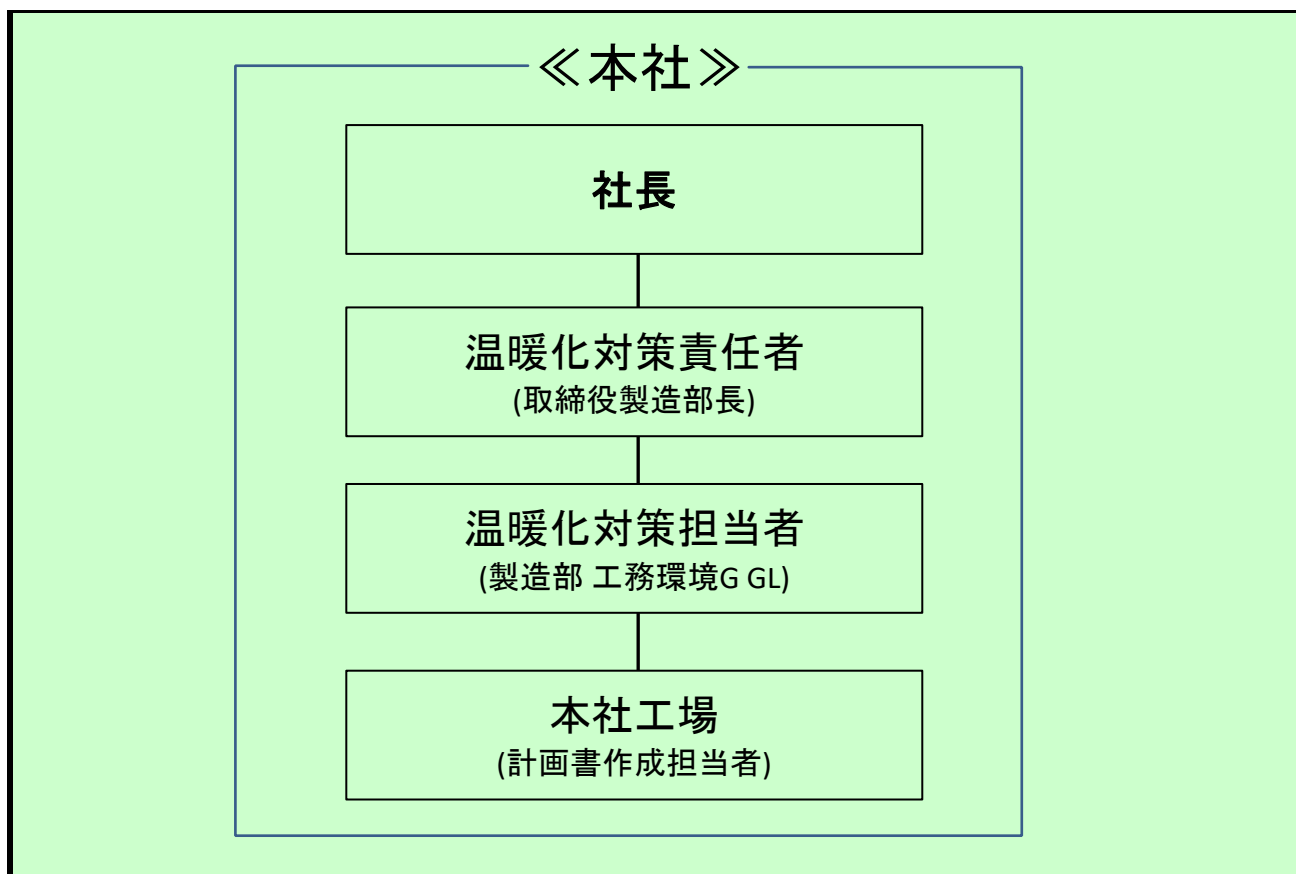 ≪本社≫
社長
温暖化対策責任者
(取締役製造部長)
温暖化対策担当者
(製造部 工務環境G GL)
本社工場
(計画書作成担当者)